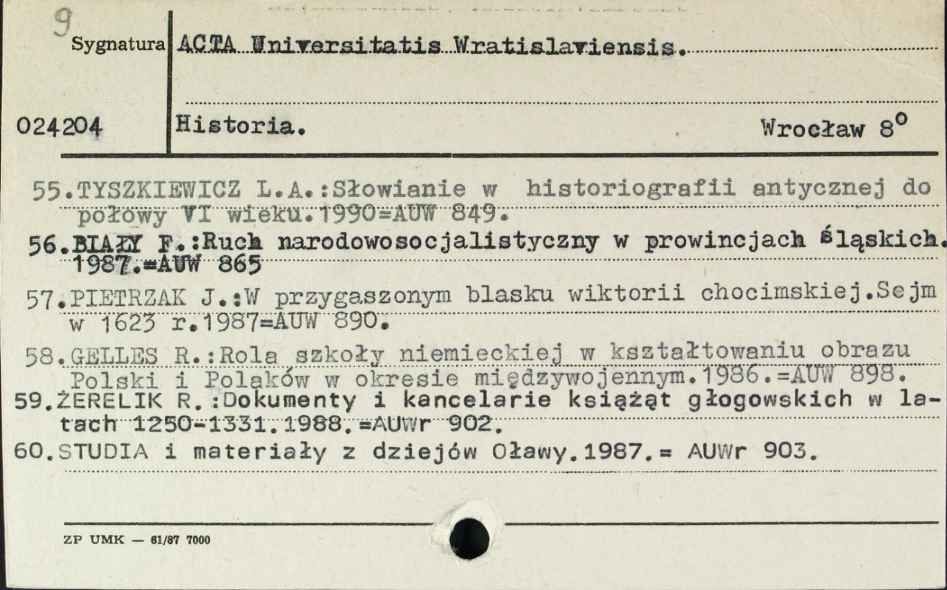 9
Sygnatura
ACTA Universitatis Wratislaviensis.
024204
Historia.
Wrocław 8°
55.TYSZKIEWICZ L.A.:Słowianie w historiografii antycznej do
połowy VI wieku.1990=AUW 849.
56.BIAŁY F.:Ruch narodowosocjalistyczny w prowincjach śląskich.
1987.=AUW 865
57.PIETRZAK J.:W przygaszonym blasku wiktorii chocimskiej.Sejm
w 1623 r.1987=AUW 890.
58.GELLES R.:Rola szkoły niemieckiej w kształtowaniu obrazu
Polski i Polaków w okresie międzywojennym.1986.=AUW 898.
59.ŻERELIK R.:Dokumenty i kancelarie książąt głogowskich w la-
tach 1250-1331.1988.=AUWr 902.
60.STUDIA i materiały z dziejów Oławy.1987.= AUWr 903.
ZP UMK — 61/87 7000